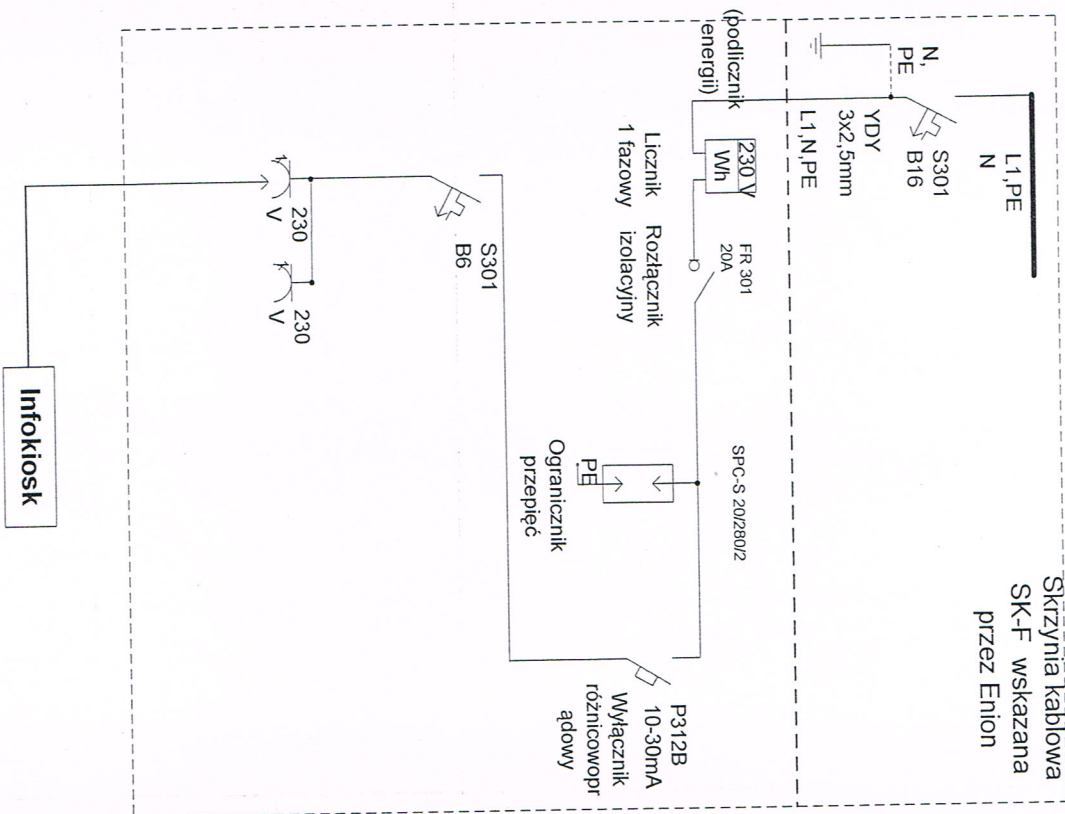 Skrzynia kablowa
SK-F wskazana
przez Enion
L1,PE
N
N,
PE
S301
B16
YDY
3x2,5mm
L1,N,PE
(podlicznik
energii)
230 V
Wh
Licznik
1 fazowy
Rozłącznik
izolacyjny
FR 301
20A
SPC-S 20/280/2
PE
Ogranicznik
przepięć
P312B
10-30mA
Wyłącznik
różnicowopr
ądowy
S301
B6
230
V
230
V
Infokiosk